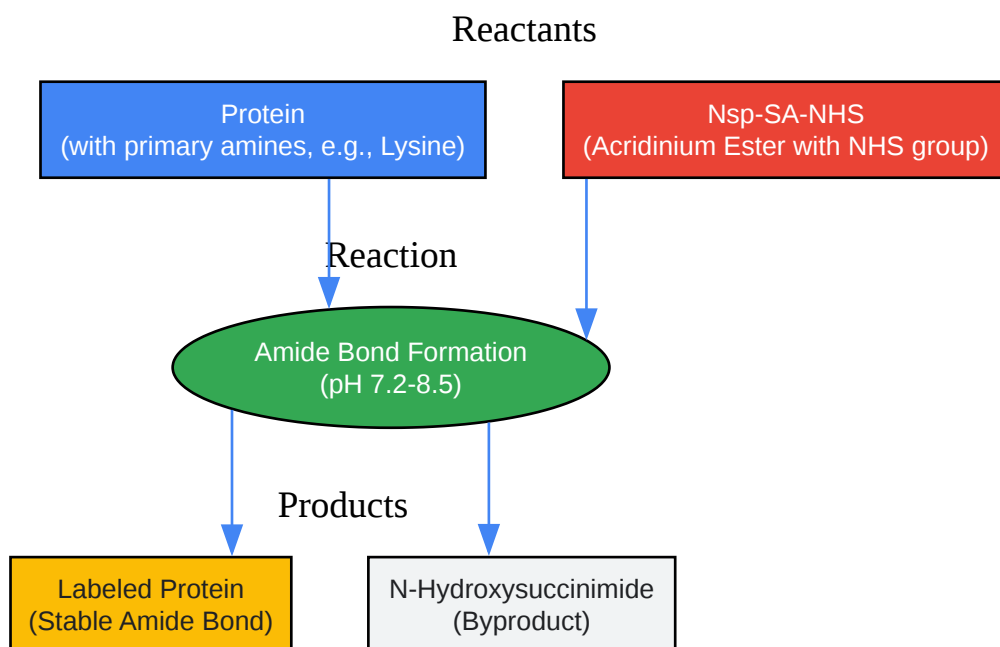 Reactants
Protein
(with primary amines, e.g., Lysine)
Nsp-SA-NHS
(Acridinium Ester with NHS group)
Reaction
Amide Bond Formation
(pH 7.2-8.5)
Products
Labeled Protein
(Stable Amide Bond)
N-Hydroxysuccinimide
(Byproduct)